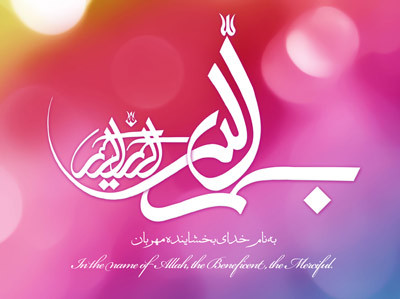 بسم الله الرحمن الرحیم
به نام خدای بخشاینده مهربان
In the name of Allah, the Beneficent, the Merciful.